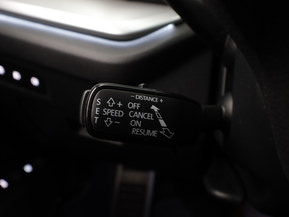 - DISTANCE +
S + OFF
E SPEED CANCEL
T - ON
RESUME